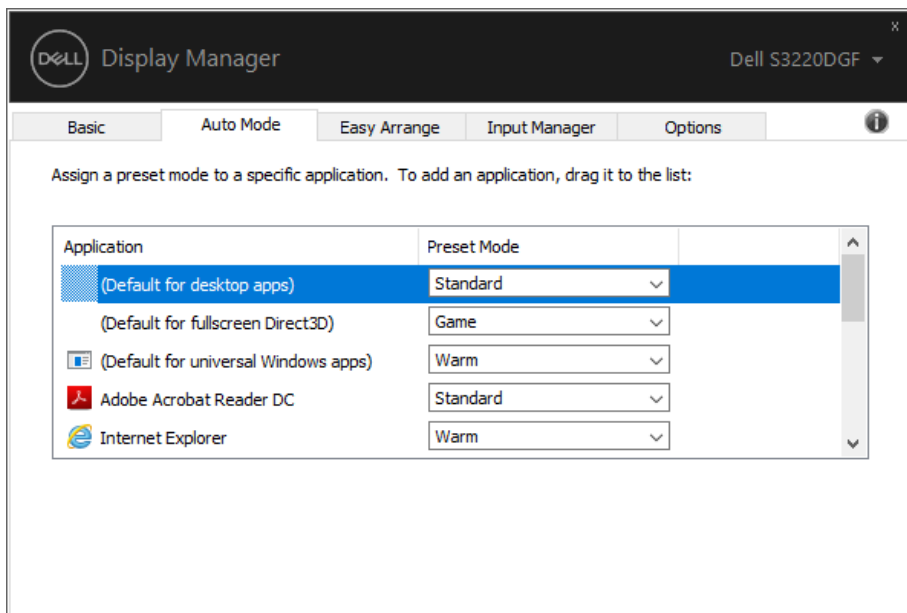 DELL Display Manager Dell S3220DGF
x
Basic Auto Mode Easy Arrange Input Manager Options
Assign a preset mode to a specific application. To add an application, drag it to the list:
Application Preset Mode
(Default for desktop apps) Standard
(Default for fullscreen Direct3D) Game
(Default for universal Windows apps) Warm
Adobe Acrobat Reader DC Standard
Internet Explorer Warm